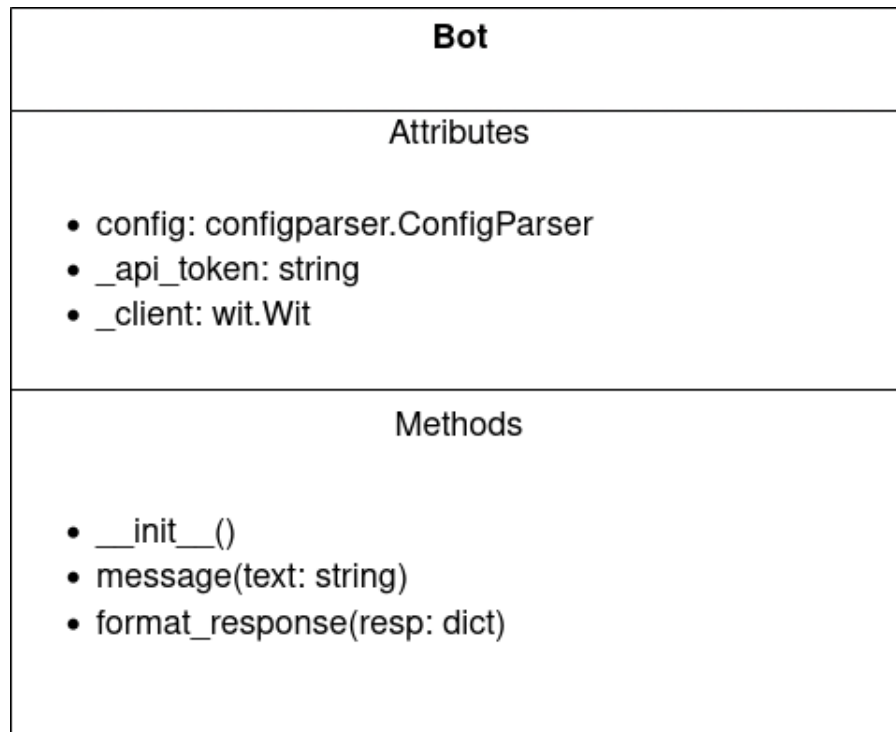 Bot
Attributes
• config: configparser.ConfigParser
• _api_token: string
• _client: wit.Wit
Methods
• __init__()
• message(text: string)
• format_response(resp: dict)